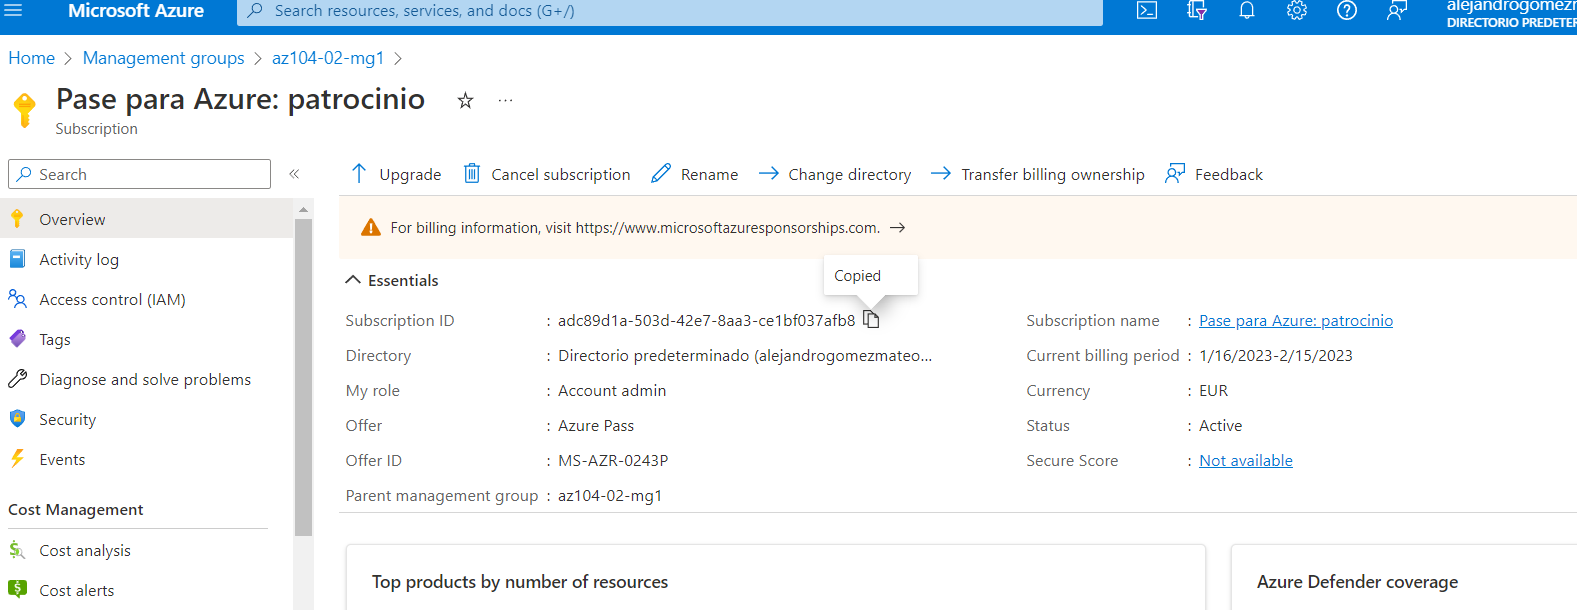 Microsoft Azure
Search resources, services, and docs (G+/)
DIRECTORIO PREDETER
Home > Management groups > az104-02-mg1 >
Pase para Azure: patrocinio
Subscription
Search
Upgrade
Cancel subscription
Rename
Change directory
Transfer billing ownership
Feedback
Overview
Activity log
Access control (IAM)
Tags
Diagnose and solve problems
Security
Events
Cost Management
Cost analysis
Cost alerts
For billing information, visit https://www.microsoftazuresponsorships.com.
Copied
Essentials
Subscription ID : adc89d1a-503d-42e7-8aa3-ce1bf037afb8
Directory : Directorio predeterminado (alejandrogomezmateo...
My role : Account admin
Offer : Azure Pass
Offer ID : MS-AZR-0243P
Parent management group : az104-02-mg1
Subscription name : Pase para Azure: patrocinio
Current billing period : 1/16/2023-2/15/2023
Currency : EUR
Status : Active
Secure Score : Not available
Top products by number of resources
Azure Defender coverage